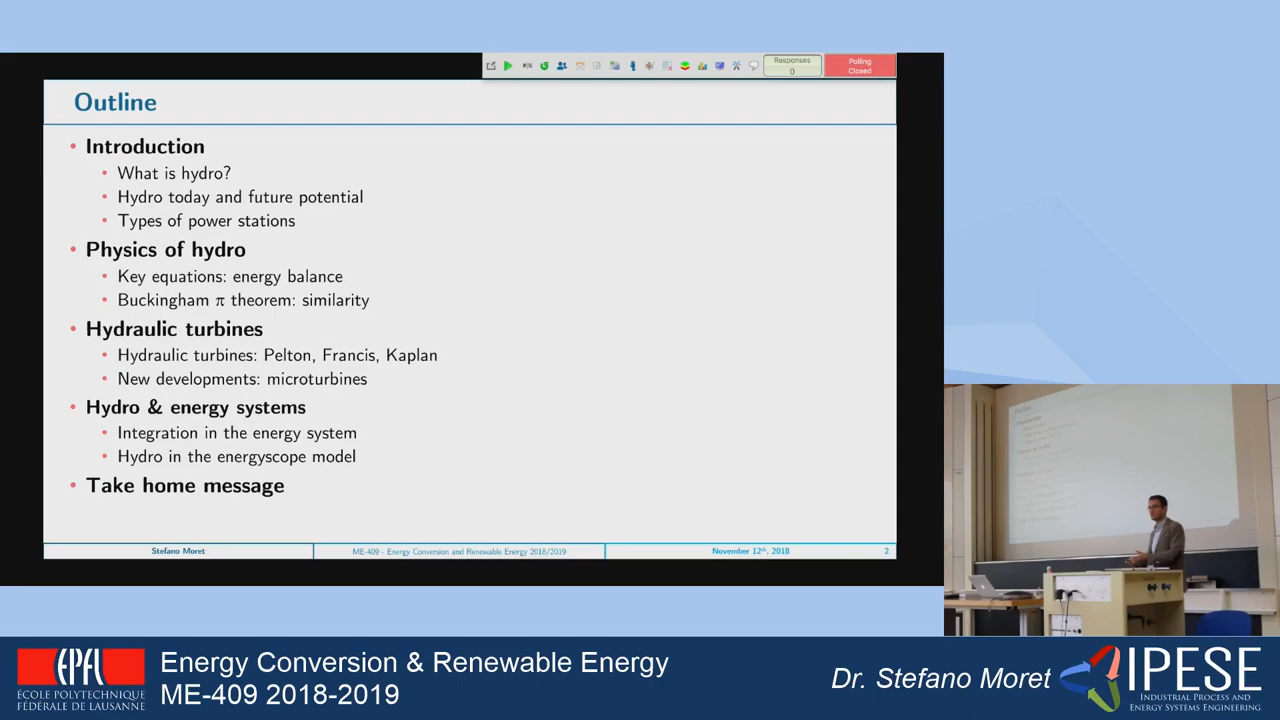 Responses
0
Polling
Closed
Outline
• Introduction
• What is hydro?
• Hydro today and future potential
• Types of power stations
• Physics of hydro
• Key equations: energy balance
• Buckingham π theorem: similarity
• Hydraulic turbines
• Hydraulic turbines: Pelton, Francis, Kaplan
• New developments: microturbines
• Hydro & energy systems
• Integration in the energy system
• Hydro in the energyscope model
• Take home message
Stefano Moret
ME-409 - Energy Conversion and Renewable Energy 2018/2019
November 12th, 2018
2
EPFL
ÉCOLE POLYTECHNIQUE
FÉDÉRALE DE LAUSANNE
Energy Conversion & Renewable Energy
ME-409 2018-2019
Dr. Stefano Moret
IPESE
INDUSTRIAL PROCESS AND
ENERGY SYSTEMS ENGINEERING